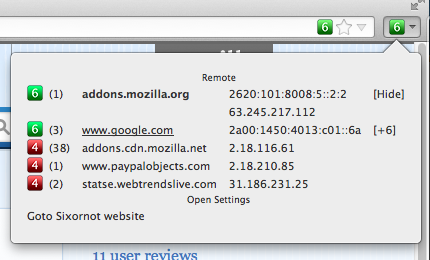 6 6
Remote
6 (1) addons.mozilla.org 2620:101:8008:5::2:2 [Hide]
63.245.217.112
6 (3) www.google.com 2a00:1450:4013:c01::6a [+6]
4 (38) addons.cdn.mozilla.net 2.18.116.61
4 (1) www.paypalobjects.com 2.18.210.85
4 (2) statse.webtrendslive.com 31.186.231.25
Open Settings
Goto Sixornot website
11 user reviews